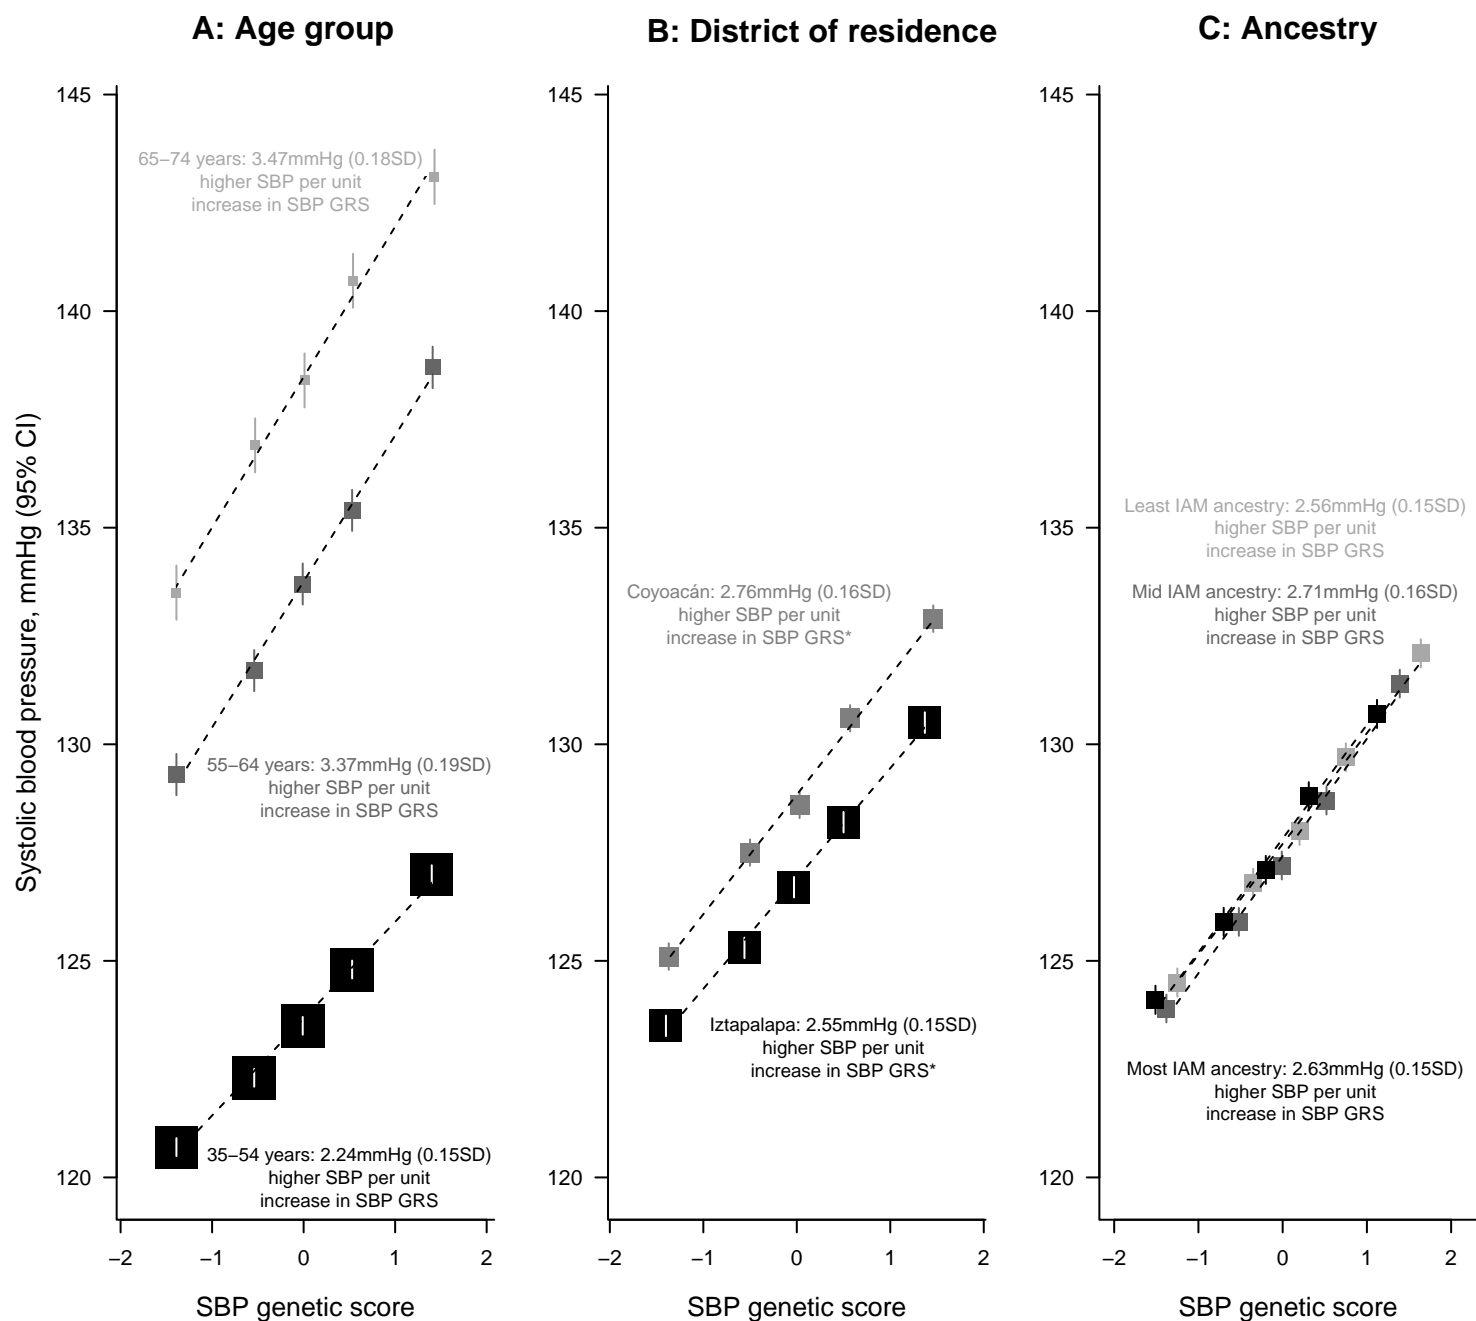 A: Age group
B: District of residence
C: Ancestry
Systolic blood pressure, mmHg (95% CI)
145
140
135
130
125
120
65−74 years: 3.47mmHg (0.18SD)
higher SBP per unit
increase in SBP GRS
55−64 years: 3.37mmHg (0.19SD)
higher SBP per unit
increase in SBP GRS
35−54 years: 2.24mmHg (0.15SD)
higher SBP per unit
increase in SBP GRS
−2 −1 0 1 2
SBP genetic score
145
140
135
130
125
120
Coyoacán: 2.76mmHg (0.16SD)
higher SBP per unit
increase in SBP GRS*
Iztapalapa: 2.55mmHg (0.15SD)
higher SBP per unit
increase in SBP GRS*
−2 −1 0 1 2
SBP genetic score
145
140
135
130
125
120
Least IAM ancestry: 2.56mmHg (0.15SD)
higher SBP per unit
increase in SBP GRS
Mid IAM ancestry: 2.71mmHg (0.16SD)
higher SBP per unit
increase in SBP GRS
Most IAM ancestry: 2.63mmHg (0.15SD)
higher SBP per unit
increase in SBP GRS
−2 −1 0 1 2
SBP genetic score